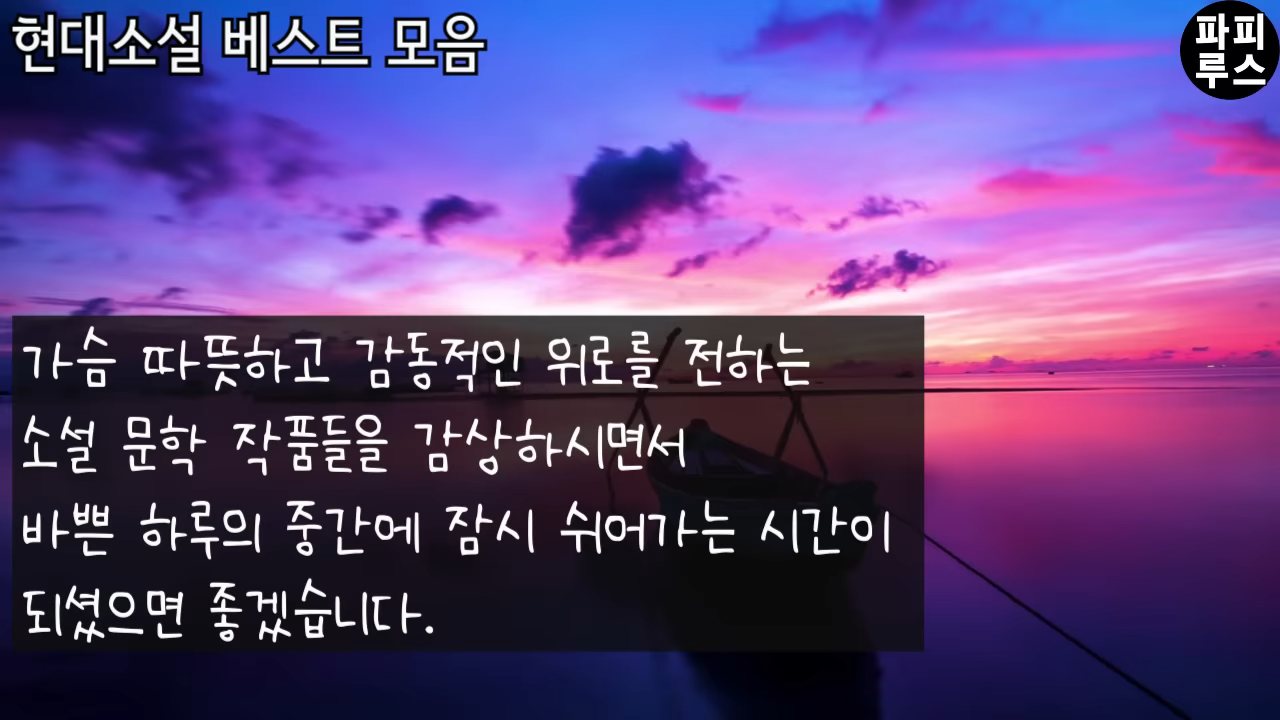 현대소설 베스트 모음
파피
루스
가슴 따뜻하고 감동적인 위로를 전하는
소설 문학 작품들을 감상하시면서
바쁜 하루의 중간에 잠시 쉬어가는 시간이
되셨으면 좋겠습니다.